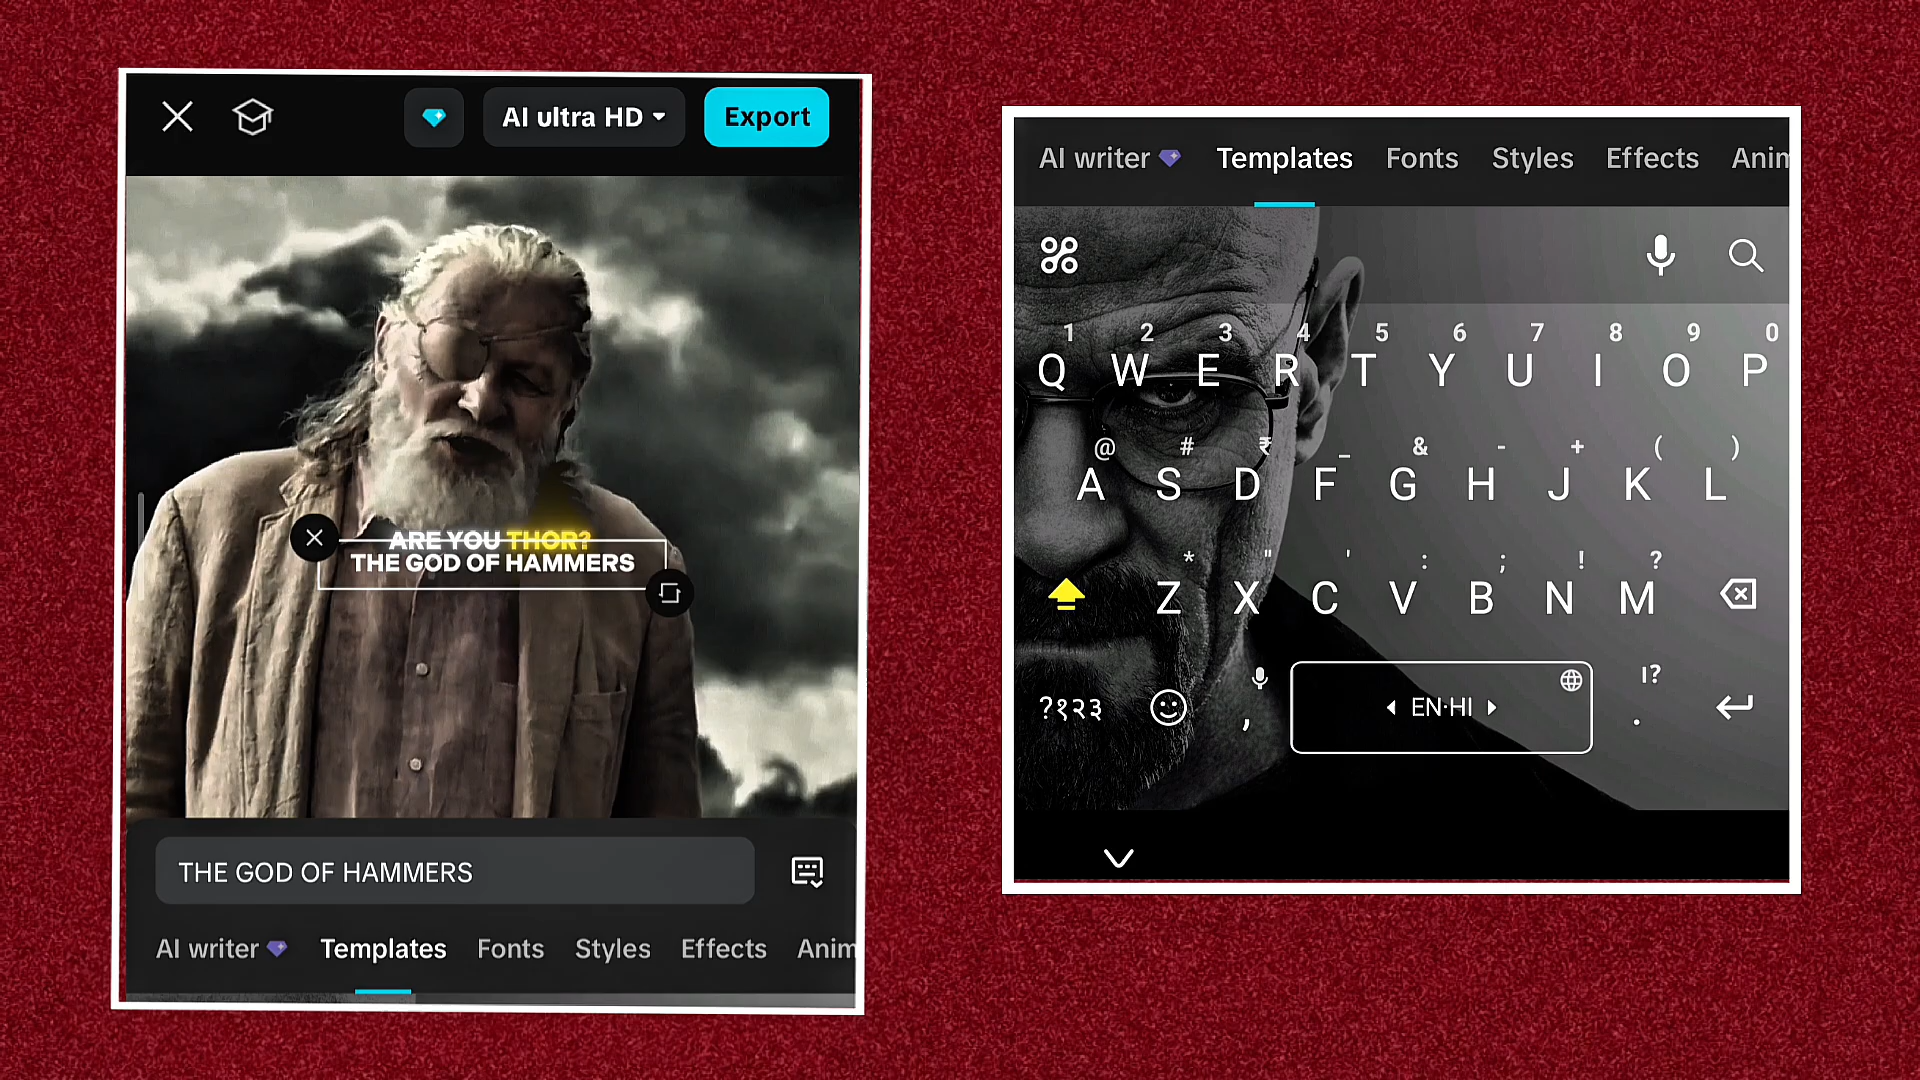 AI ultra HD
Export
ARE YOU THOR?
THE GOD OF HAMMERS
THE GOD OF HAMMERS
AI writer Templates Fonts Styles Effects Anim
AI writer Templates Fonts Styles Effects Anim
1 2 3 4 5 6 7 8 9 0
Q W E R T Y U I O P
@ # ₹ _ & - + ( )
A S D F G H J K L
* " ' : ; ! ?
Z X C V B N M
!?
?१२३ , EN·HI .